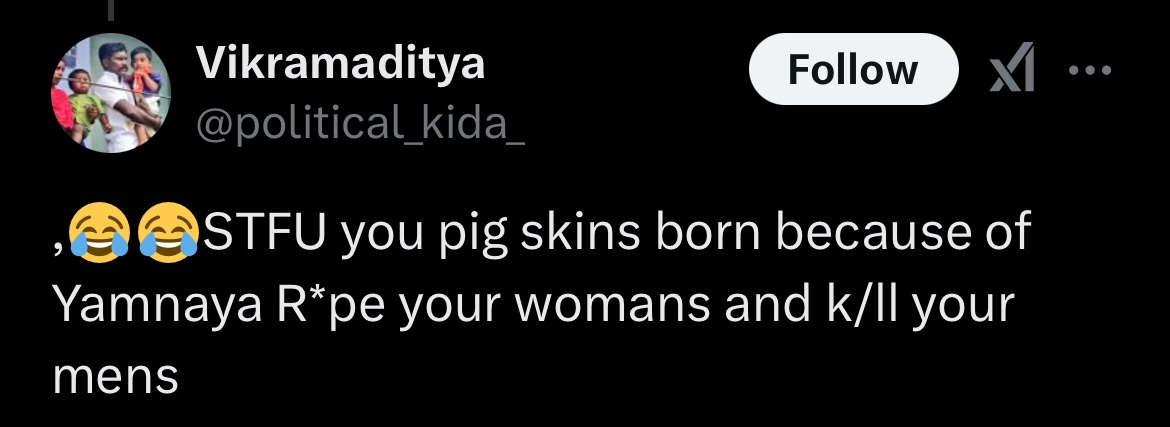 Vikramaditya
Follow
@political_kida_
,😂😂STFU you pig skins born because of
Yamnaya R*pe your womans and k/ll your
mens